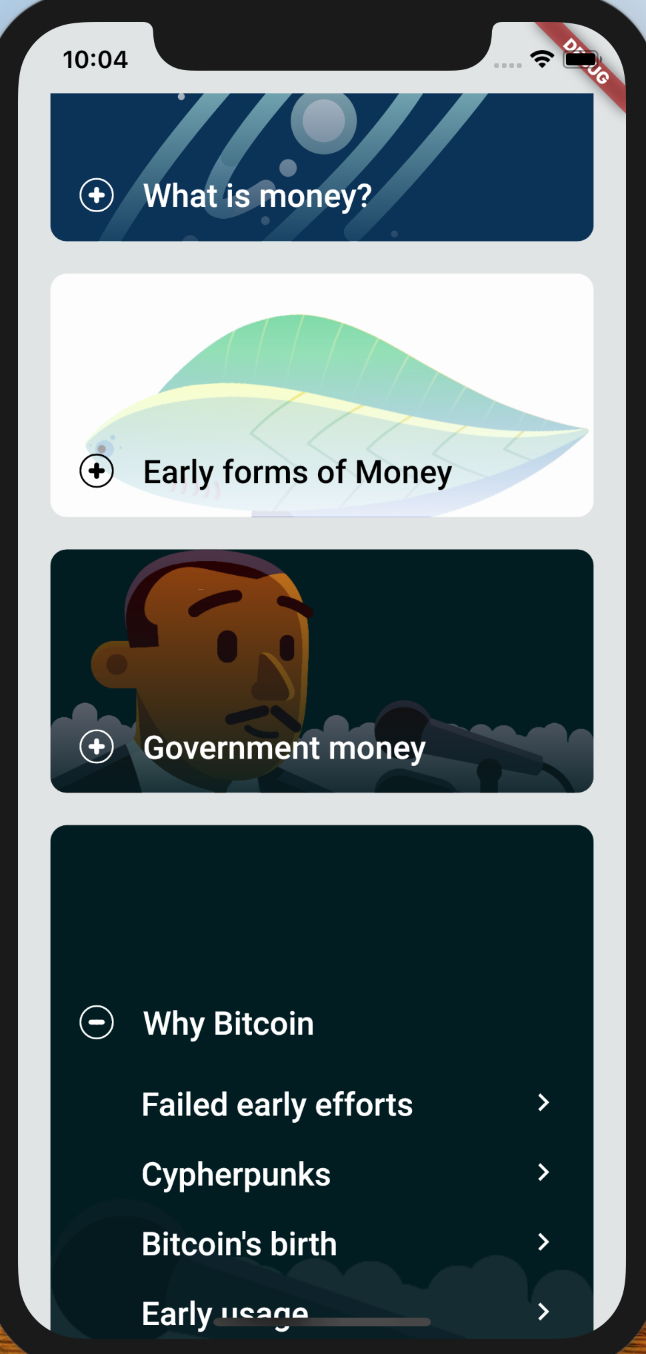 10:04
DEBUG
What is money?
Early forms of Money
Government money
Why Bitcoin
Failed early efforts
Cypherpunks
Bitcoin's birth
Early usage